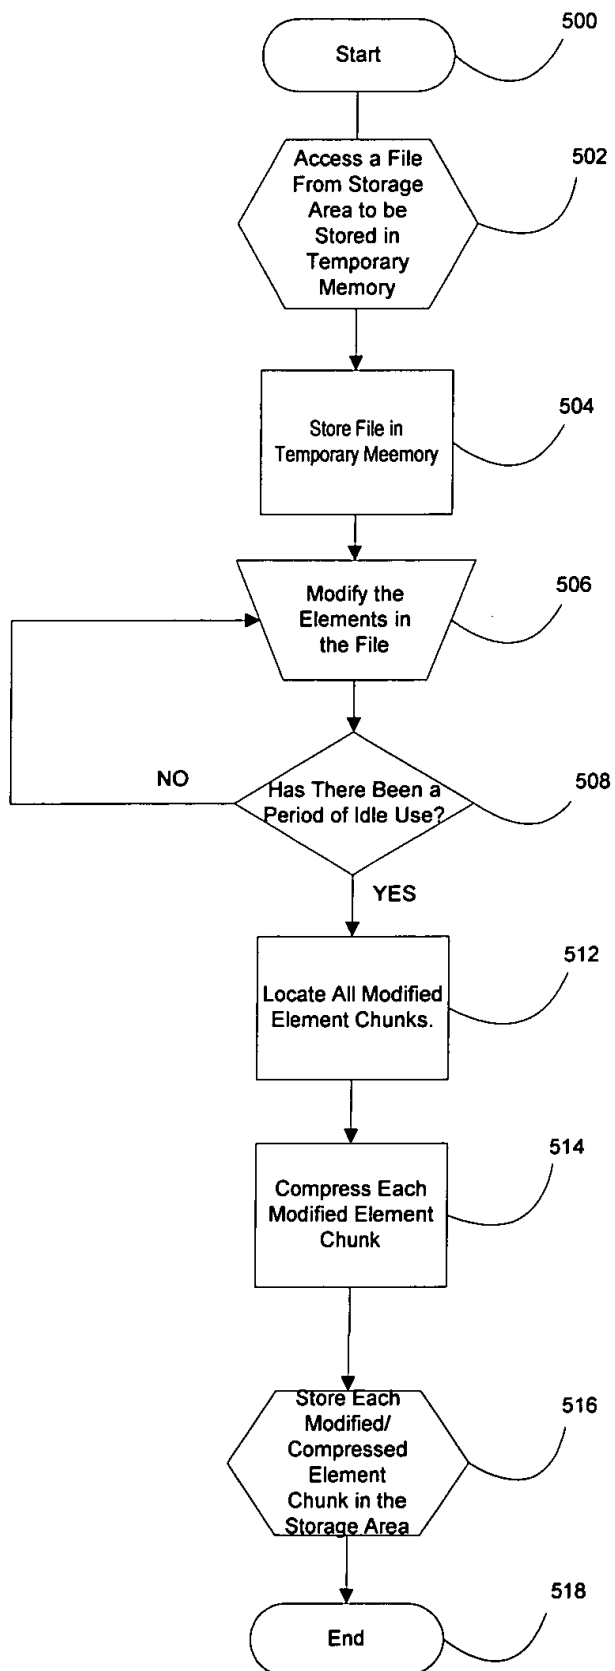 Start
500
Access a File
From Storage
Area to be
Stored in
Temporary
Memory
502
Store File in
Temporary Meemory
504
Modify the
Elements in
the File
506
Has There Been a
Period of Idle Use?
508
NO
YES
Locate All Modified
Element Chunks.
512
Compress Each
Modified Element
Chunk
514
Store Each
Modified/
Compressed
Element
Chunk in the
Storage Area
516
End
518